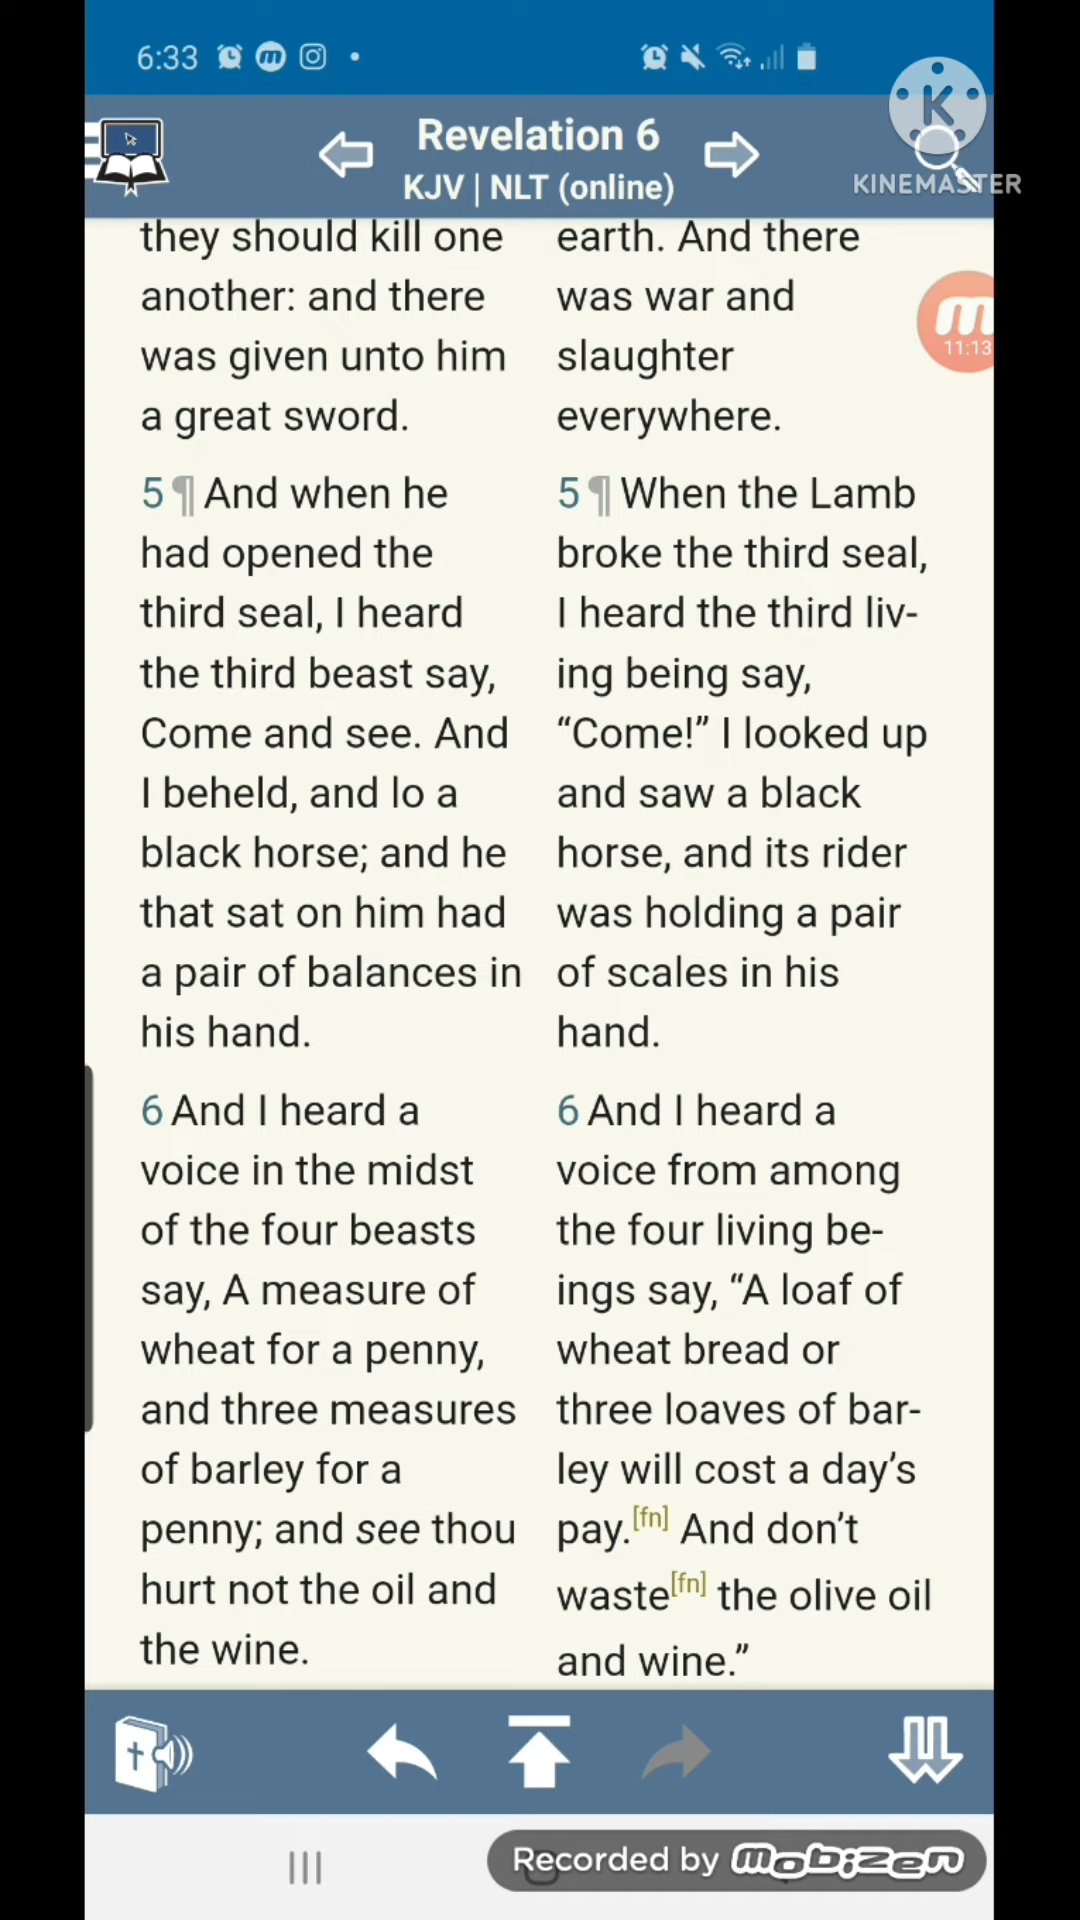 6:33
Revelation 6
KJV | NLT (online)
KINEMASTER
11:13
they should kill one
another: and there
was given unto him
a great sword.
5 ¶ And when he
had opened the
third seal, I heard
the third beast say,
Come and see. And
I beheld, and lo a
black horse; and he
that sat on him had
a pair of balances in
his hand.
6 And I heard a
voice in the midst
of the four beasts
say, A measure of
wheat for a penny,
and three measures
of barley for a
penny; and see thou
hurt not the oil and
the wine.
earth. And there
was war and
slaughter
everywhere.
5 ¶ When the Lamb
broke the third seal,
I heard the third liv-
ing being say,
“Come!” I looked up
and saw a black
horse, and its rider
was holding a pair
of scales in his
hand.
6 And I heard a
voice from among
the four living be-
ings say, “A loaf of
wheat bread or
three loaves of bar-
ley will cost a day’s
pay.[fn] And don’t
waste[fn] the olive oil
and wine.”
Recorded by mobizen